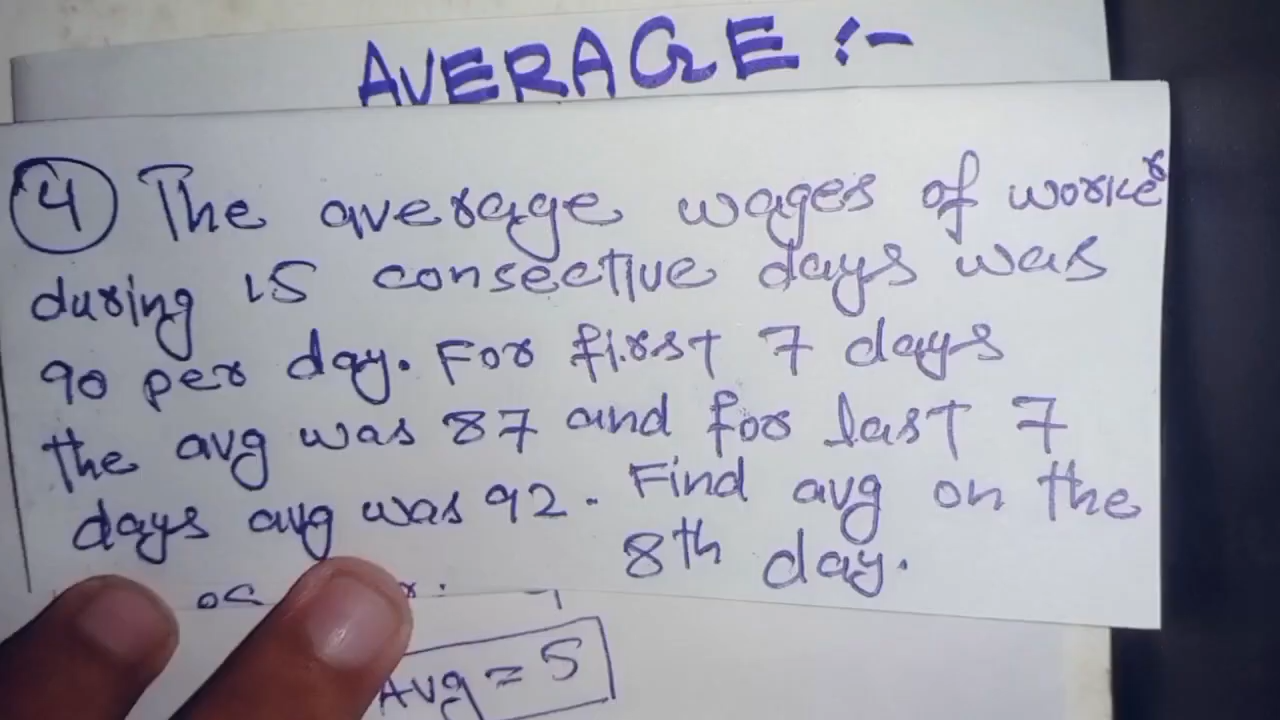 AVERAGE :-
4 The average wages of worker
during 15 consective days was
90 per day. For first 7 days
the avg was 87 and for last 7
days avg was 92. Find avg on the
8th day.
Avg = 5